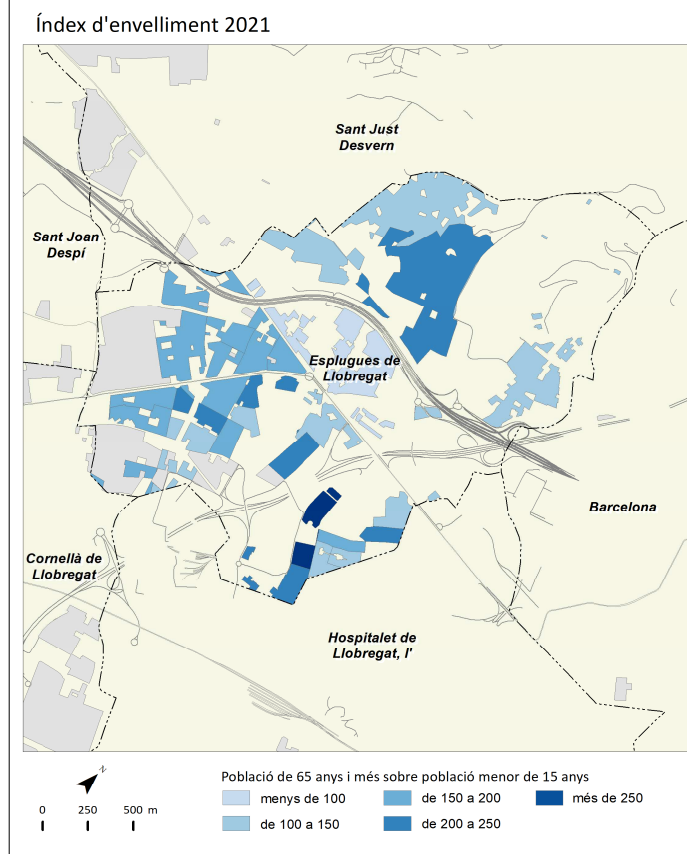 Índex d'envelliment 2021
Sant Just
Desvern
Sant Joan
Despí
Esplugues de
Llobregat
Barcelona
Cornellà de
Llobregat
Hospitalet de
Llobregat, l'
N
0 250 500 m
Població de 65 anys i més sobre població menor de 15 anys
menys de 100
de 150 a 200
més de 250
de 100 a 150
de 200 a 250